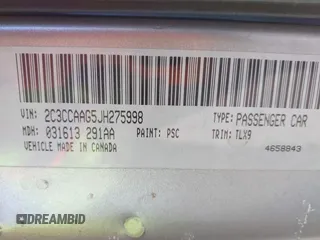 VIN: 2C3CCAAG5JH275998 TYPE: PASSENGER CAR
MDH: 031613 291AA PAINT: PSC TRIM: TLX9
VEHICLE MADE IN CANADA 4658843
DREAMBID